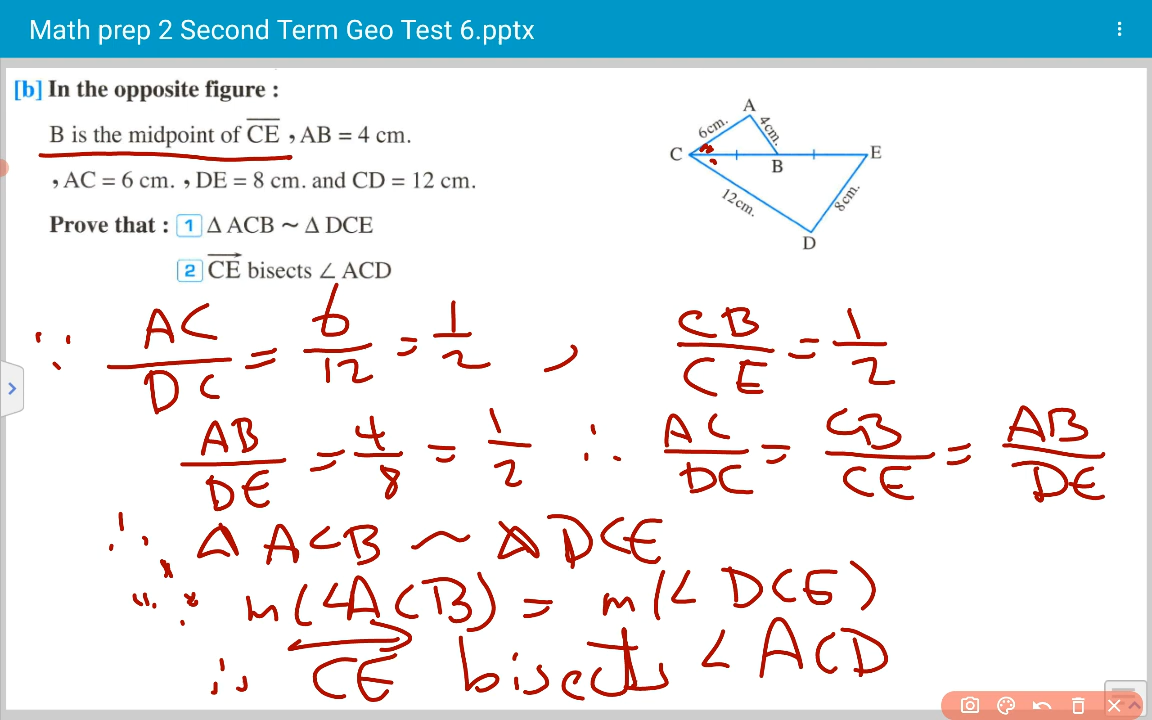 Math prep 2 Second Term Geo Test 6.pptx
[b] In the opposite figure :
B is the midpoint of CE , AB = 4 cm.
, AC = 6 cm. , DE = 8 cm. and CD = 12 cm.
Prove that : 1 Δ ACB ~ Δ DCE
2 CE bisects ∠ ACD
A
6cm.
4cm.
C
B
E
12cm.
8cm.
D
∵ AC/DC = 6/12 = 1/2 , CB/CE = 1/2
AB/DE = 4/8 = 1/2 ∴ AC/DC = CB/CE = AB/DE
∴ Δ ACB ~ Δ DCE
∴ m(∠ACB) = m(∠DCE)
∴ CE bisects ∠ ACD